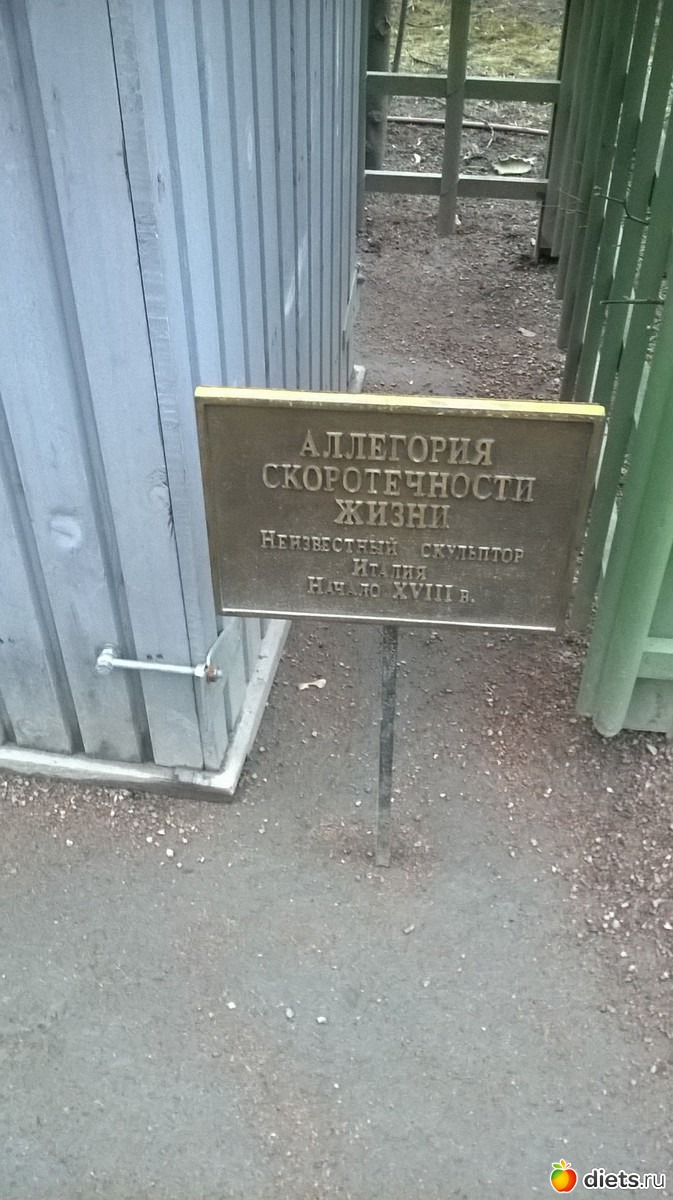 АЛЛЕГОРИЯ
СКОРОТЕЧНОСТИ
ЖИЗНИ
НЕИЗВЕСТНЫЙ СКУЛЬПТОР
ИТАЛИЯ
НАЧАЛО XVIII В.
diets.ru